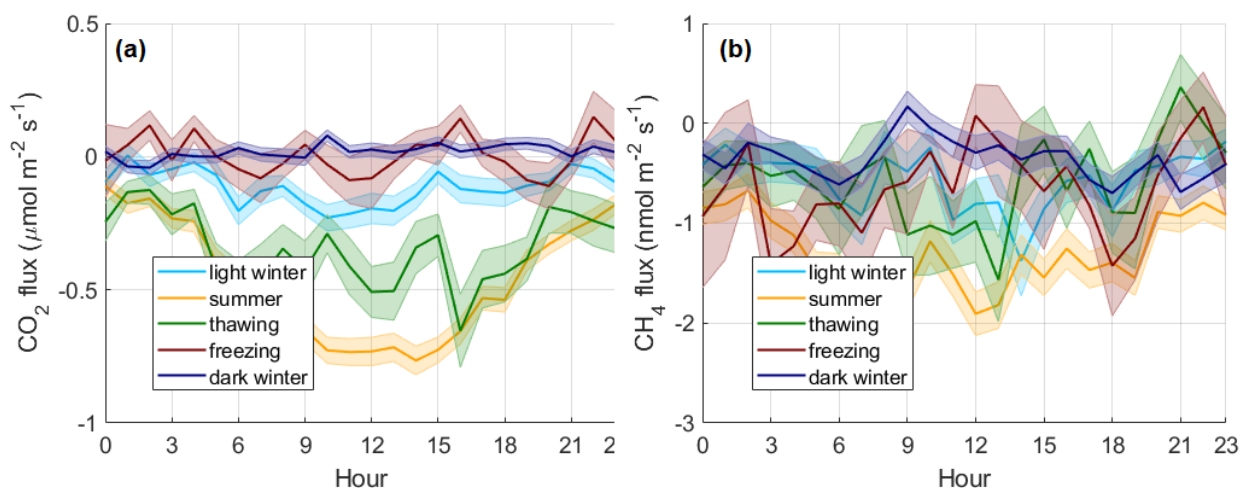 (a)
CO2 flux (μmol m-2 s-1)
0.5
0
-0.5
-1
light winter
summer
thawing
freezing
dark winter
0 3 6 9 12 15 18 21 2
Hour
(b)
CH4 flux (nmol m-2 s-1)
1
0
-1
-2
-3
light winter
summer
thawing
freezing
dark winter
0 3 6 9 12 15 18 21 23
Hour